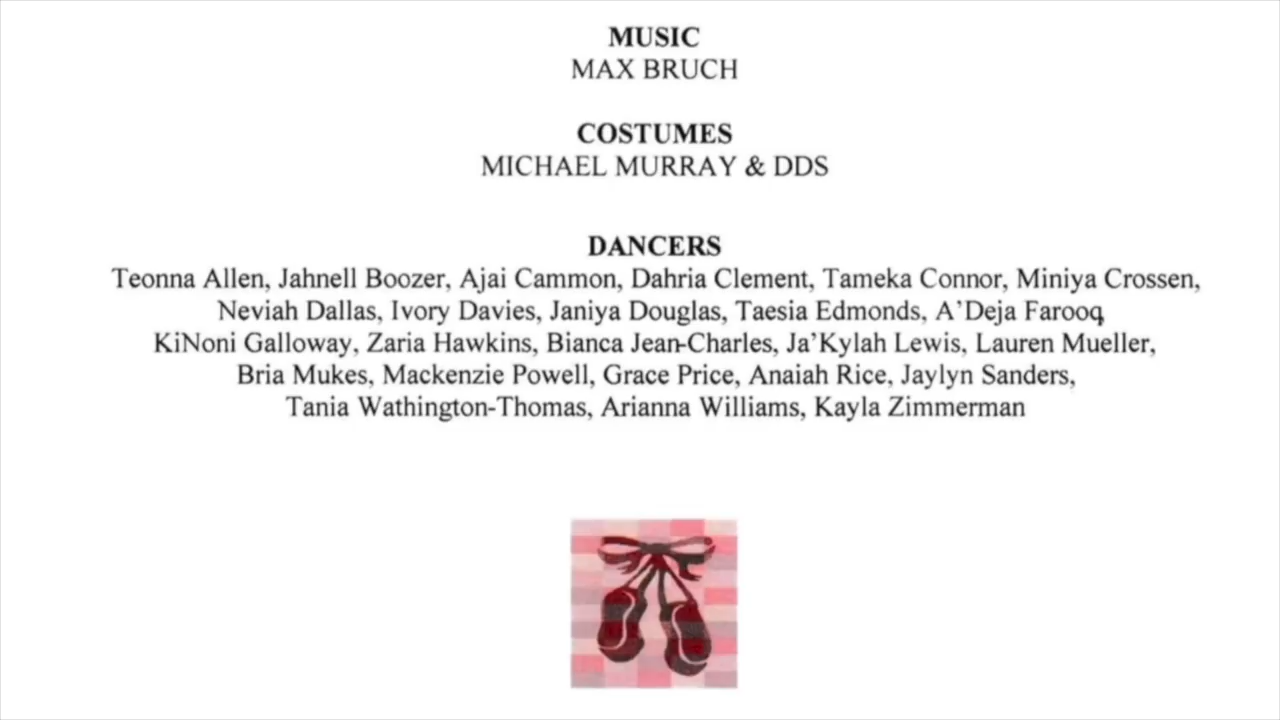 MUSIC
MAX BRUCH
COSTUMES
MICHAEL MURRAY & DDS
DANCERS
Teonna Allen, Jahnell Boozer, Ajai Cammon, Dahria Clement, Tameka Connor, Miniya Crossen,
Neviah Dallas, Ivory Davies, Janiya Douglas, Taesia Edmonds, A’Deja Farooq
KiNoni Galloway, Zaria Hawkins, Bianca Jean-Charles, Ja’Kylah Lewis, Lauren Mueller,
Bria Mukes, Mackenzie Powell, Grace Price, Anaiah Rice, Jaylyn Sanders,
Tania Wathington-Thomas, Arianna Williams, Kayla Zimmerman